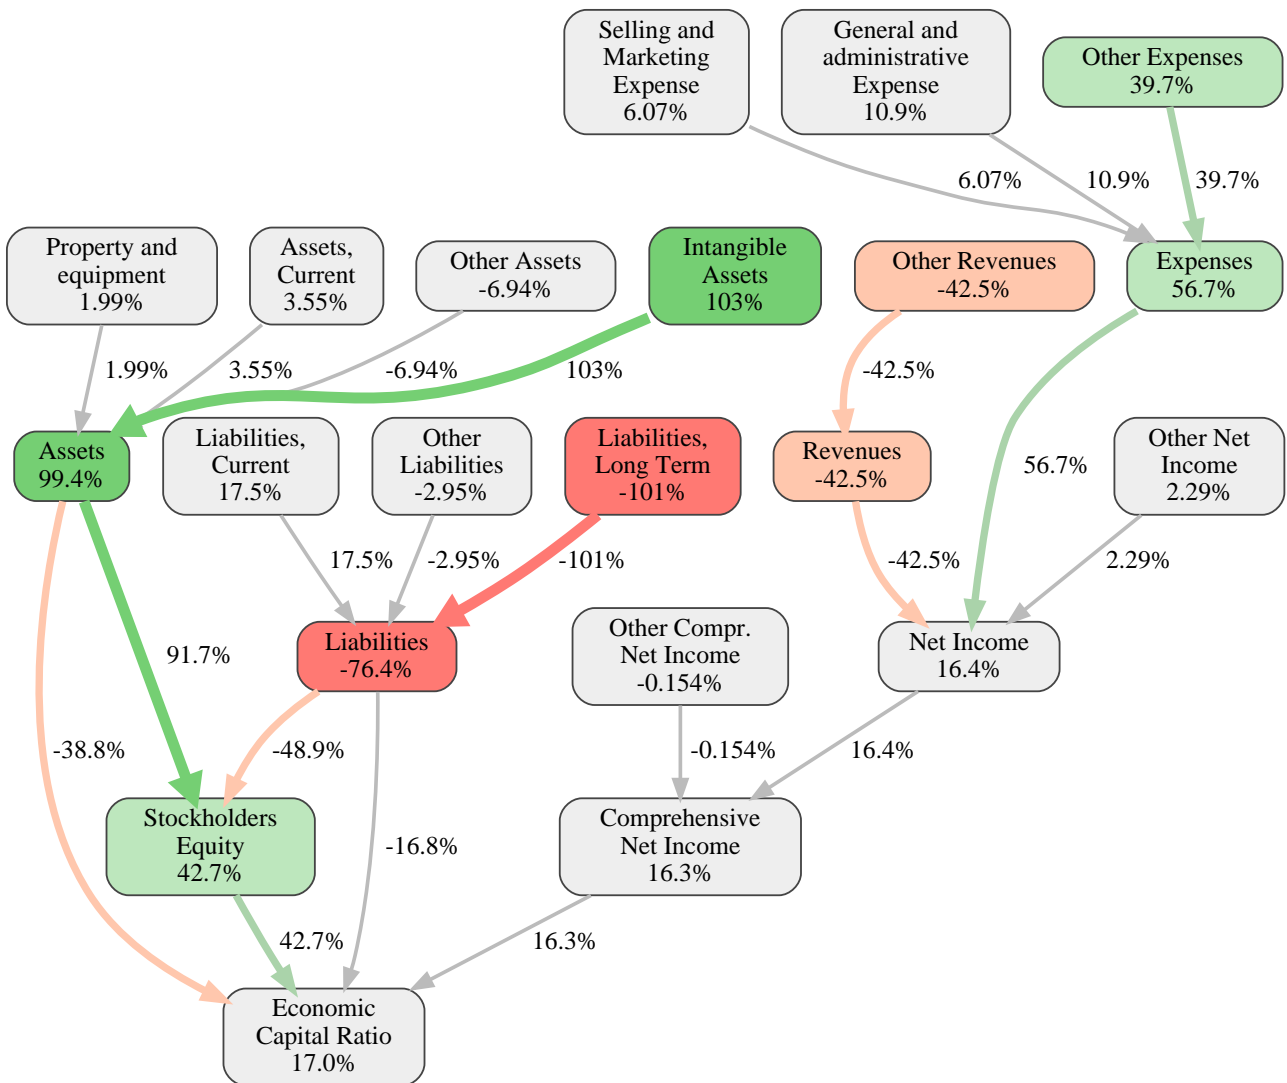 Selling and
Marketing
Expense
6.07%
General and
administrative
Expense
10.9%
Other Expenses
39.7%
6.07%
10.9%
39.7%
Property and
equipment
1.99%
Assets,
Current
3.55%
Other Assets
-6.94%
Intangible
Assets
103%
Other Revenues
-42.5%
Expenses
56.7%
1.99%
3.55%
-6.94%
103%
-42.5%
Assets
99.4%
Liabilities,
Current
17.5%
Other
Liabilities
-2.95%
Liabilities,
Long Term
-101%
Revenues
-42.5%
56.7%
Other Net
Income
2.29%
17.5%
-2.95%
-101%
-42.5%
2.29%
91.7%
Liabilities
-76.4%
Other Compr.
Net Income
-0.154%
Net Income
16.4%
-38.8%
-48.9%
-0.154%
16.4%
Stockholders
Equity
42.7%
-16.8%
Comprehensive
Net Income
16.3%
42.7%
16.3%
Economic
Capital Ratio
17.0%